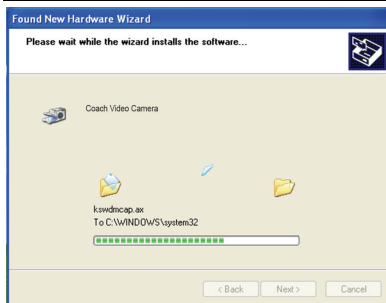 Found New Hardware Wizard
Please wait while the wizard installs the software...
Coach Video Camera
kswdmcap.ax
To C:\WINDOWS\system32
< Back
Next >
Cancel